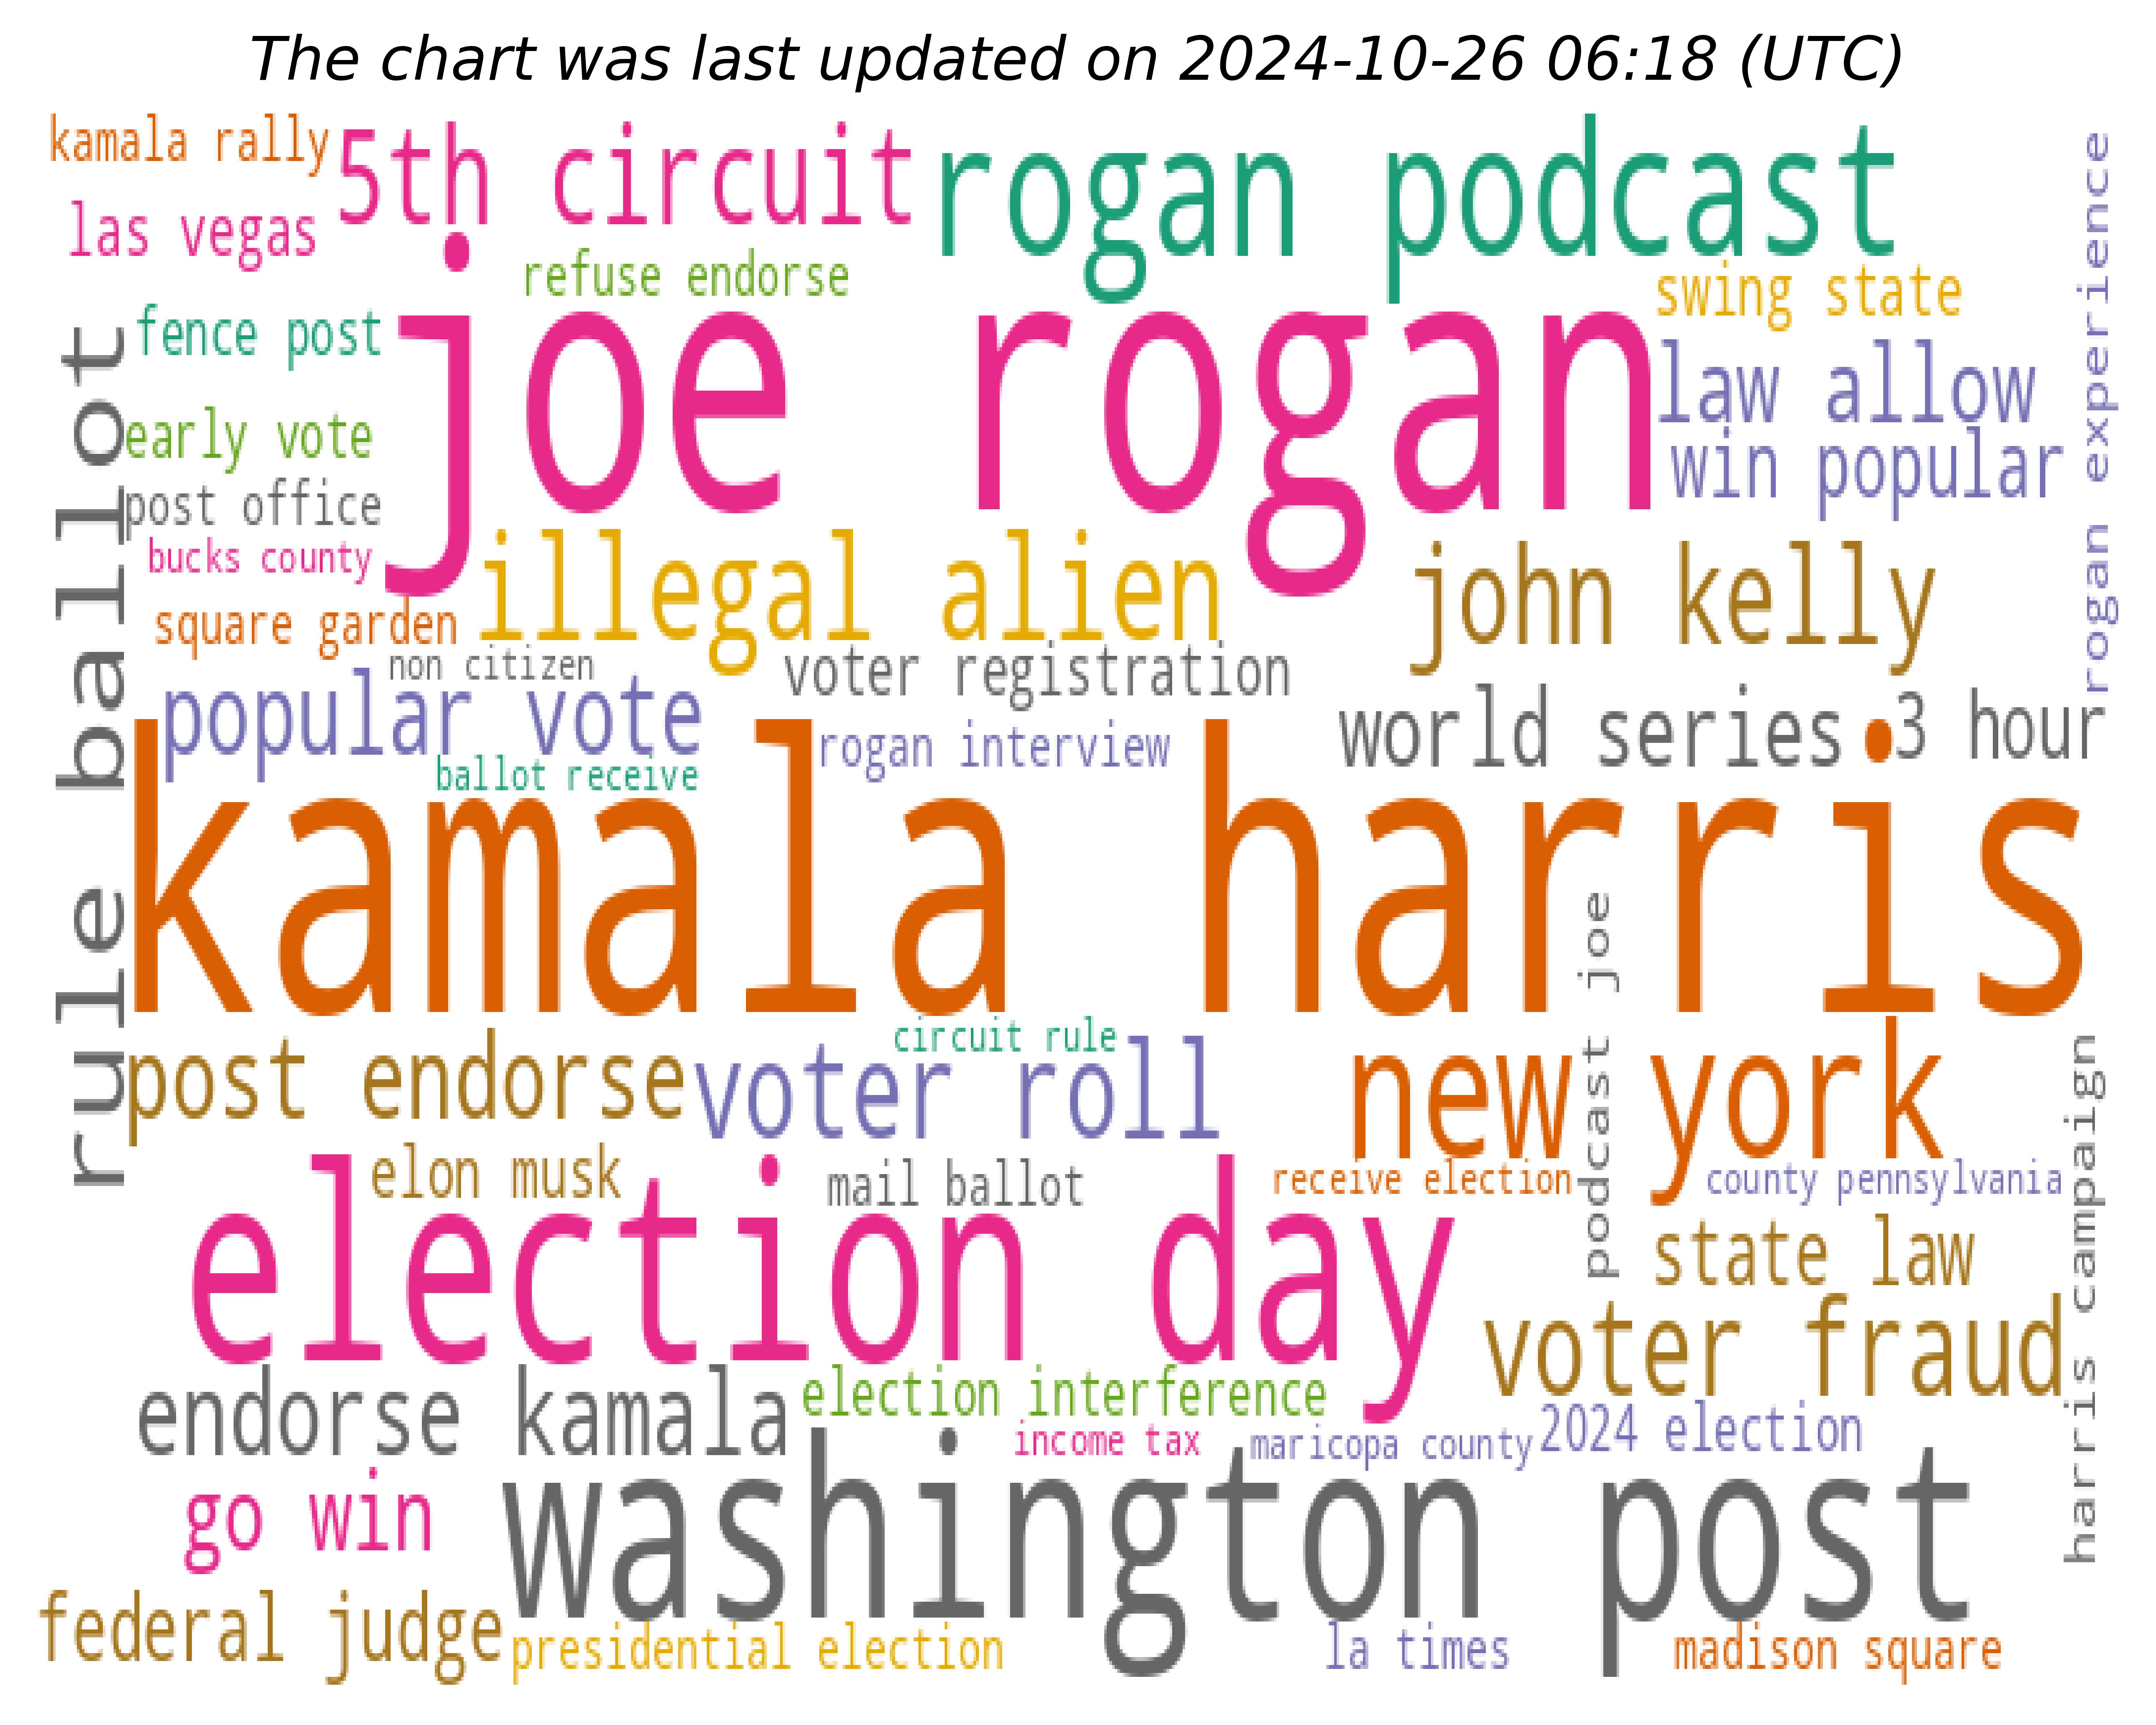 The chart was last updated on 2024-10-26 06:18 (UTC)
kamala rally
5th circuit
rogan podcast
rogan experience
las vegas
refuse endorse
swing state
fence post
joe rogan
law allow
early vote
win popular
post office
bucks county
illegal alien
john kelly
square garden
non citizen
voter registration
popular vote
world series
3 hour
rogan interview
ballot receive
rule ballot
kamala harris
podcast joe
circuit rule
post endorse
voter roll
new york
harris campaign
elon musk
mail ballot
receive election
county pennsylvania
election day
state law
voter fraud
endorse kamala
election interference
income tax
maricopa county
2024 election
go win
washington post
federal judge
presidential election
la times
madison square